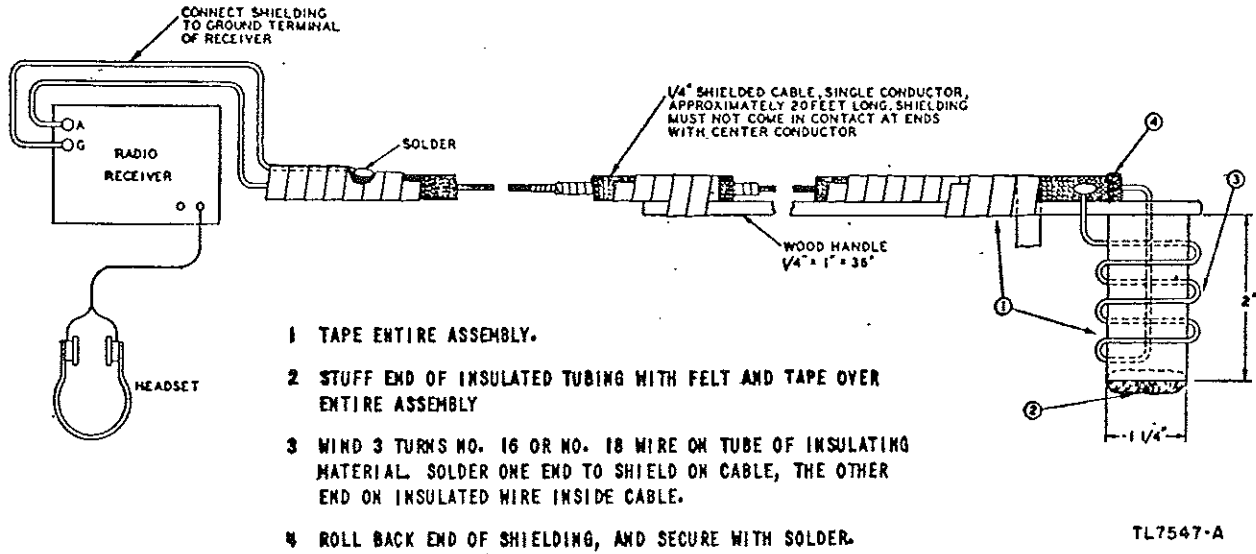 CONNECT SHIELDING
TO GROUND TERMINAL
OF RECEIVER
A
G
RADIO
RECEIVER
SOLDER
1/4" SHIELDED CABLE, SINGLE CONDUCTOR,
APPROXIMATELY 20 FEET LONG. SHIELDING
MUST NOT COME IN CONTACT AT ENDS
WITH CENTER CONDUCTOR
4
3
WOOD HANDLE
1/4" x 1" x 36"
1
2"
HEADSET
2
1 1/4"
1 TAPE ENTIRE ASSEMBLY.
2 STUFF END OF INSULATED TUBING WITH FELT AND TAPE OVER
ENTIRE ASSEMBLY
3 WIND 3 TURNS NO. 16 OR NO. 18 WIRE ON TUBE OF INSULATING
MATERIAL. SOLDER ONE END TO SHIELD ON CABLE, THE OTHER
END ON INSULATED WIRE INSIDE CABLE.
4 ROLL BACK END OF SHIELDING, AND SECURE WITH SOLDER.
TL7547-A